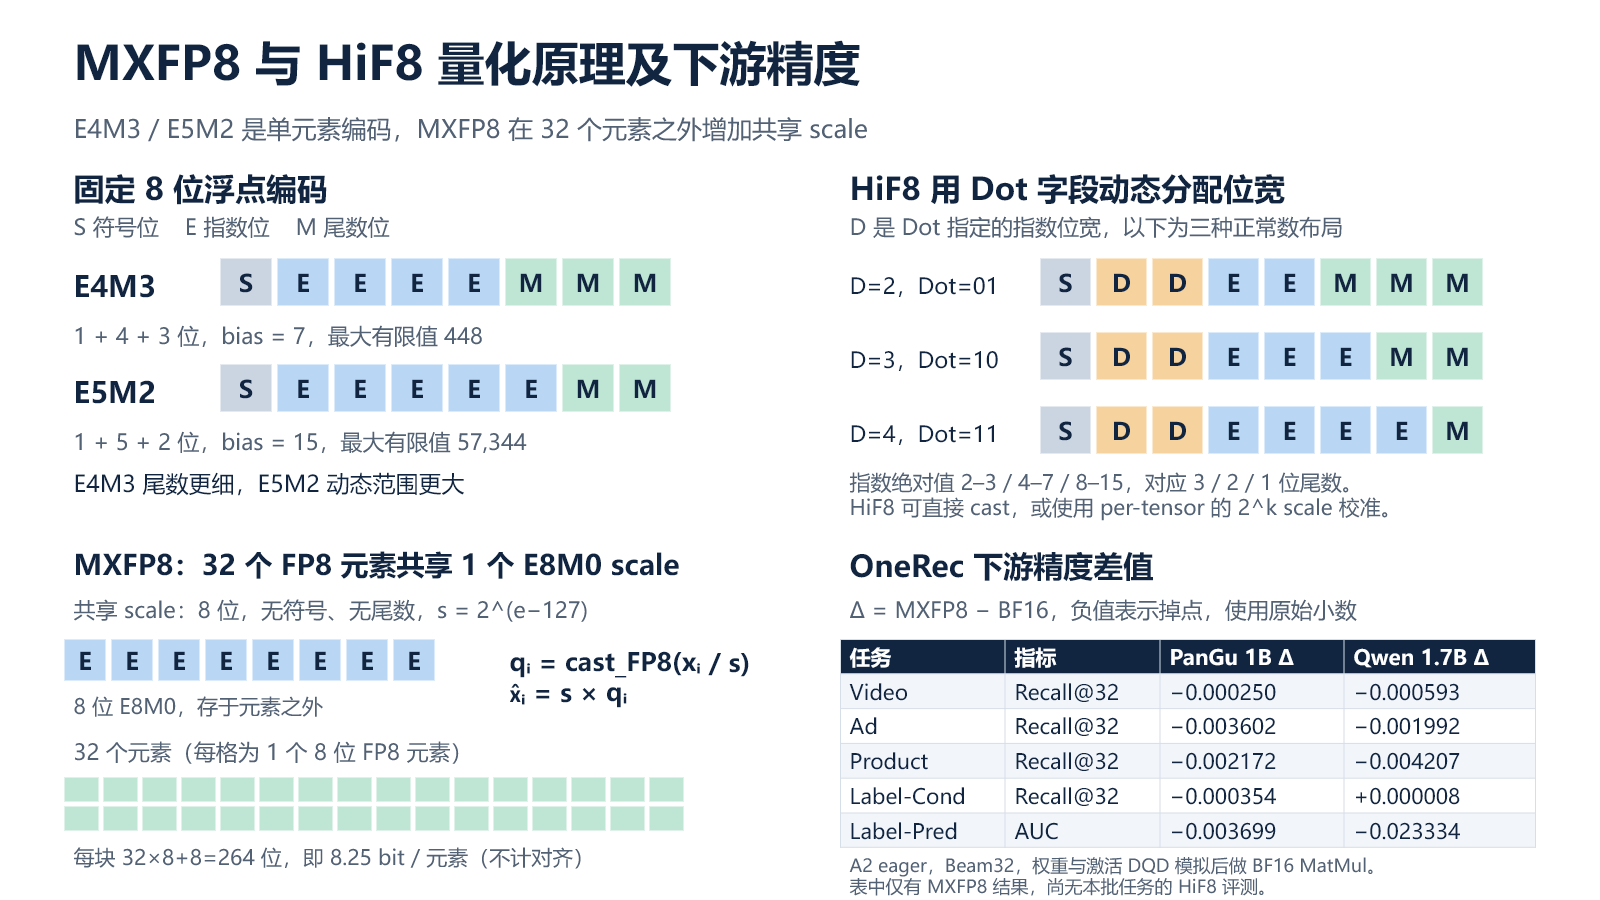 MXFP8 与 HiF8 量化原理及下游精度
E4M3 / E5M2 是单元素编码，MXFP8 在 32 个元素之外增加共享 scale
固定 8 位浮点编码
S 符号位 E 指数位 M 尾数位
E4M3 S E E E E M M M
1 + 4 + 3 位，bias = 7，最大有限值 448
E5M2 S E E E E E M M
1 + 5 + 2 位，bias = 15，最大有限值 57,344
E4M3 尾数更细，E5M2 动态范围更大
HiF8 用 Dot 字段动态分配位宽
D 是 Dot 指定的指数位宽，以下为三种正常数布局
D=2，Dot=01 S D D E E M M M
D=3，Dot=10 S D D E E E M M
D=4，Dot=11 S D D E E E E M
指数绝对值 2–3 / 4–7 / 8–15，对应 3 / 2 / 1 位尾数。
HiF8 可直接 cast，或使用 per-tensor 的 2^k scale 校准。
MXFP8：32 个 FP8 元素共享 1 个 E8M0 scale
共享 scale：8 位，无符号、无尾数，s = 2^(e−127)
E E E E E E E E
qᵢ = cast_FP8(xᵢ / s)
x̂ᵢ = s × qᵢ
8 位 E8M0，存于元素之外
32 个元素（每格为 1 个 8 位 FP8 元素）
每块 32×8+8=264 位，即 8.25 bit / 元素（不计对齐）
OneRec 下游精度差值
Δ = MXFP8 − BF16，负值表示掉点，使用原始小数
任务 指标 PanGu 1B Δ Qwen 1.7B Δ
Video Recall@32 −0.000250 −0.000593
Ad Recall@32 −0.003602 −0.001992
Product Recall@32 −0.002172 −0.004207
Label-Cond Recall@32 −0.000354 +0.000008
Label-Pred AUC −0.003699 −0.023334
A2 eager，Beam32，权重与激活 DQD 模拟后做 BF16 MatMul。
表中仅有 MXFP8 结果，尚无本批任务的 HiF8 评测。